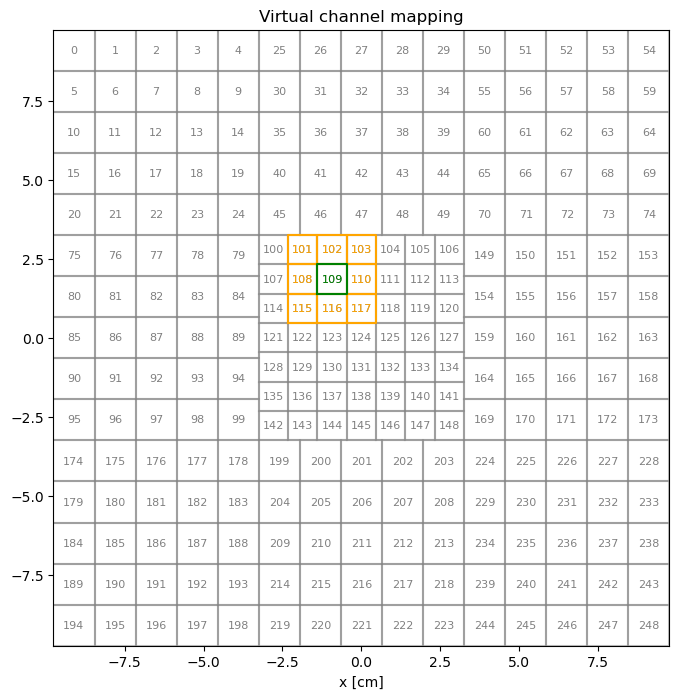 Virtual channel mapping
0 1 2 3 4 25 26 27 28 29 50 51 52 53 54
5 6 7 8 9 30 31 32 33 34 55 56 57 58 59
7.5
10 11 12 13 14 35 36 37 38 39 60 61 62 63 64
15 16 17 18 19 40 41 42 43 44 65 66 67 68 69
5.0
20 21 22 23 24 45 46 47 48 49 70 71 72 73 74
75 76 77 78 79 100 101 102 103 104 105 106 149 150 151 152 153
2.5
107 108 109 110 111 112 113
80 81 82 83 84 154 155 156 157 158
114 115 116 117 118 119 120
0.0
85 86 87 88 89 121 122 123 124 125 126 127 159 160 161 162 163
128 129 130 131 132 133 134
90 91 92 93 94 164 165 166 167 168
135 136 137 138 139 140 141
−2.5
95 96 97 98 99 142 143 144 145 146 147 148 169 170 171 172 173
174 175 176 177 178 199 200 201 202 203 224 225 226 227 228
−5.0
179 180 181 182 183 204 205 206 207 208 229 230 231 232 233
184 185 186 187 188 209 210 211 212 213 234 235 236 237 238
−7.5
189 190 191 192 193 214 215 216 217 218 239 240 241 242 243
194 195 196 197 198 219 220 221 222 223 244 245 246 247 248
−7.5 −5.0 −2.5 0.0 2.5 5.0 7.5
x [cm]